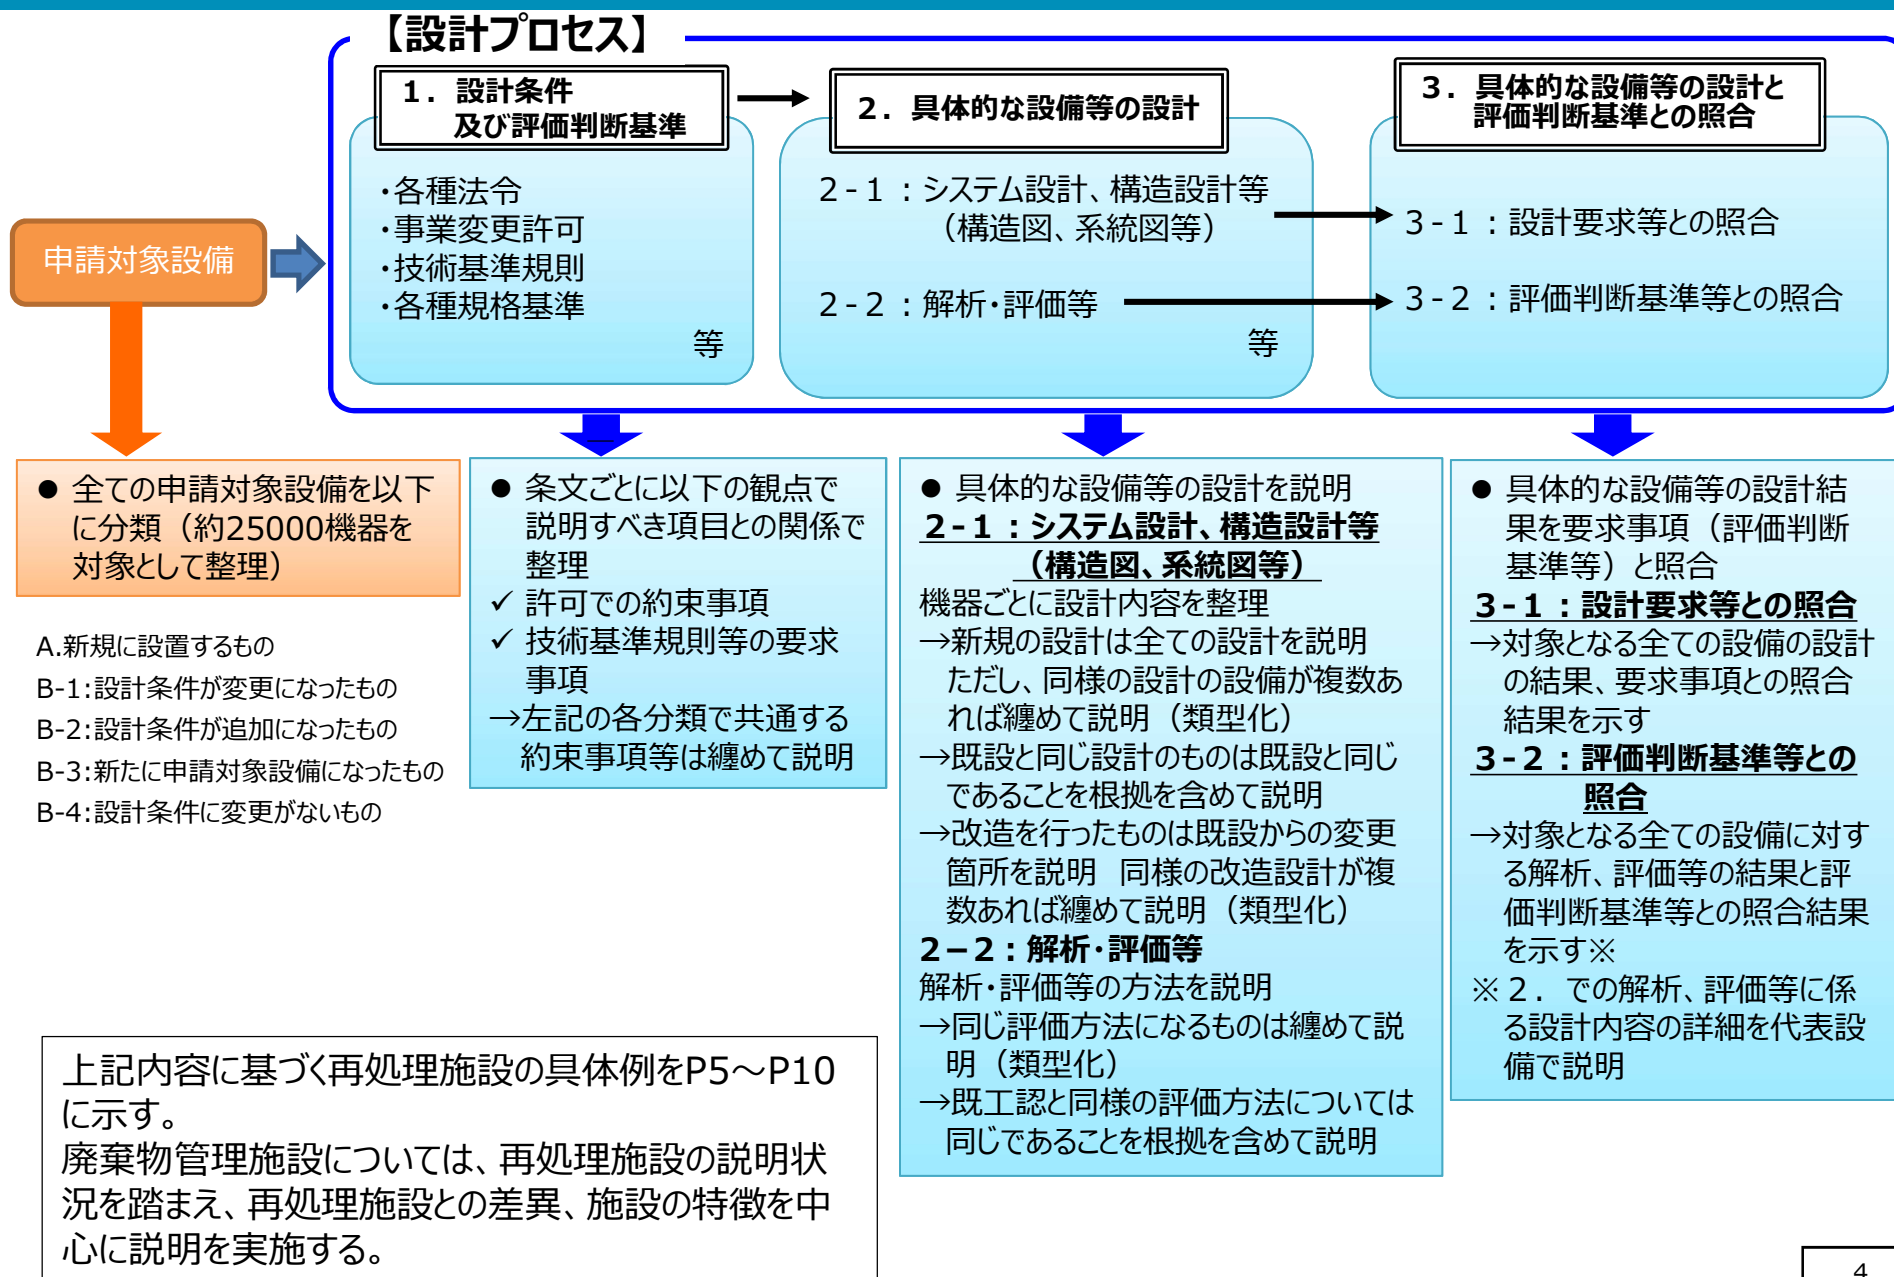 【設計プロセス】
１．設計条件
及び評価判断基準
・各種法令
・事業変更許可
・技術基準規則
・各種規格基準
等
２．具体的な設備等の設計
２-１：システム設計、構造設計等
（構造図、系統図等）
２-２：解析・評価等
等
３．具体的な設備等の設計と
評価判断基準との照合
３-１：設計要求等との照合
３-２：評価判断基準等との照合
申請対象設備
● 全ての申請対象設備を以下
に分類（約25000機器を
対象として整理）
A.新規に設置するもの
B-1:設計条件が変更になったもの
B-2:設計条件が追加になったもの
B-3:新たに申請対象設備になったもの
B-4:設計条件に変更がないもの
● 条文ごとに以下の観点で
説明すべき項目との関係で
整理
✓ 許可での約束事項
✓ 技術基準規則等の要求
事項
→左記の各分類で共通する
約束事項等は纏めて説明
● 具体的な設備等の設計を説明
２-１：システム設計、構造設計等
（構造図、系統図等）
機器ごとに設計内容を整理
→新規の設計は全ての設計を説明
ただし、同様の設計の設備が複数あ
れば纏めて説明（類型化）
→既設と同じ設計のものは既設と同じ
であることを根拠を含めて説明
→改造を行ったものは既設からの変更
箇所を説明　同様の改造設計が複
数あれば纏めて説明（類型化）
２－２：解析・評価等
解析・評価等の方法を説明
→同じ評価方法になるものは纏めて説
明（類型化）
→既工認と同様の評価方法については
同じであることを根拠を含めて説明
● 具体的な設備等の設計結
果を要求事項（評価判断
基準等）と照合
３-１：設計要求等との照合
→対象となる全ての設備の設計
の結果、要求事項との照合
結果を示す
３-２：評価判断基準等との
照合
→対象となる全ての設備に対す
る解析、評価等の結果と評
価判断基準等との照合結果
を示す※
※２．での解析、評価等に係
る設計内容の詳細を代表設
備で説明
上記内容に基づく再処理施設の具体例をP5～P10
に示す。
廃棄物管理施設については、再処理施設の説明状
況を踏まえ、再処理施設との差異、施設の特徴を中
心に説明を実施する。
4